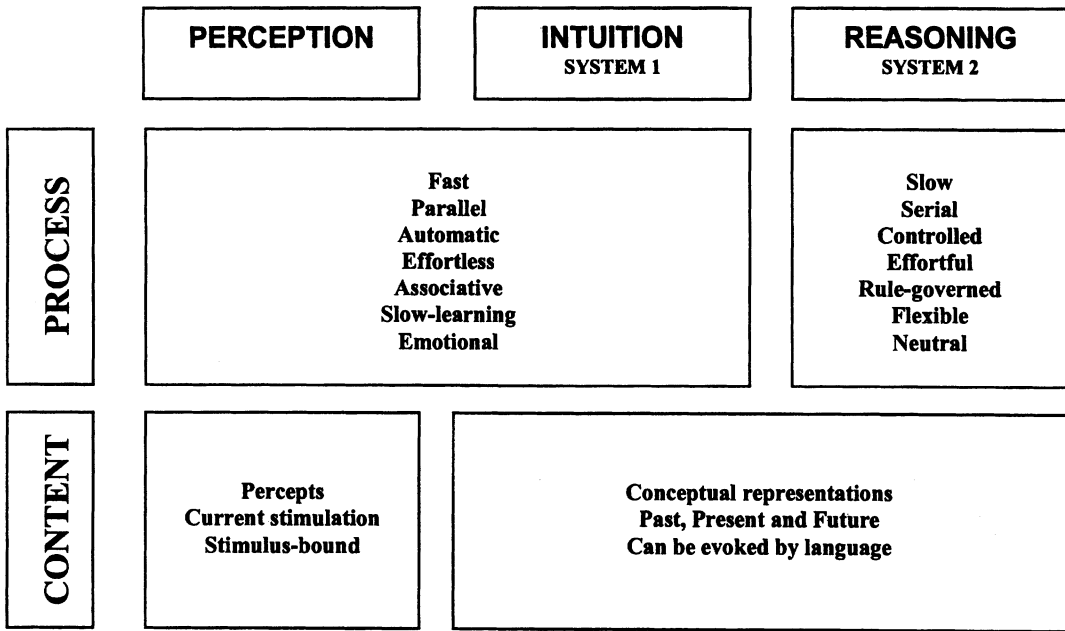 PERCEPTION
INTUITION
SYSTEM 1
REASONING
SYSTEM 2
PROCESS
Fast
Parallel
Automatic
Effortless
Associative
Slow-learning
Emotional
Slow
Serial
Controlled
Effortful
Rule-governed
Flexible
Neutral
CONTENT
Percepts
Current stimulation
Stimulus-bound
Conceptual representations
Past, Present and Future
Can be evoked by language